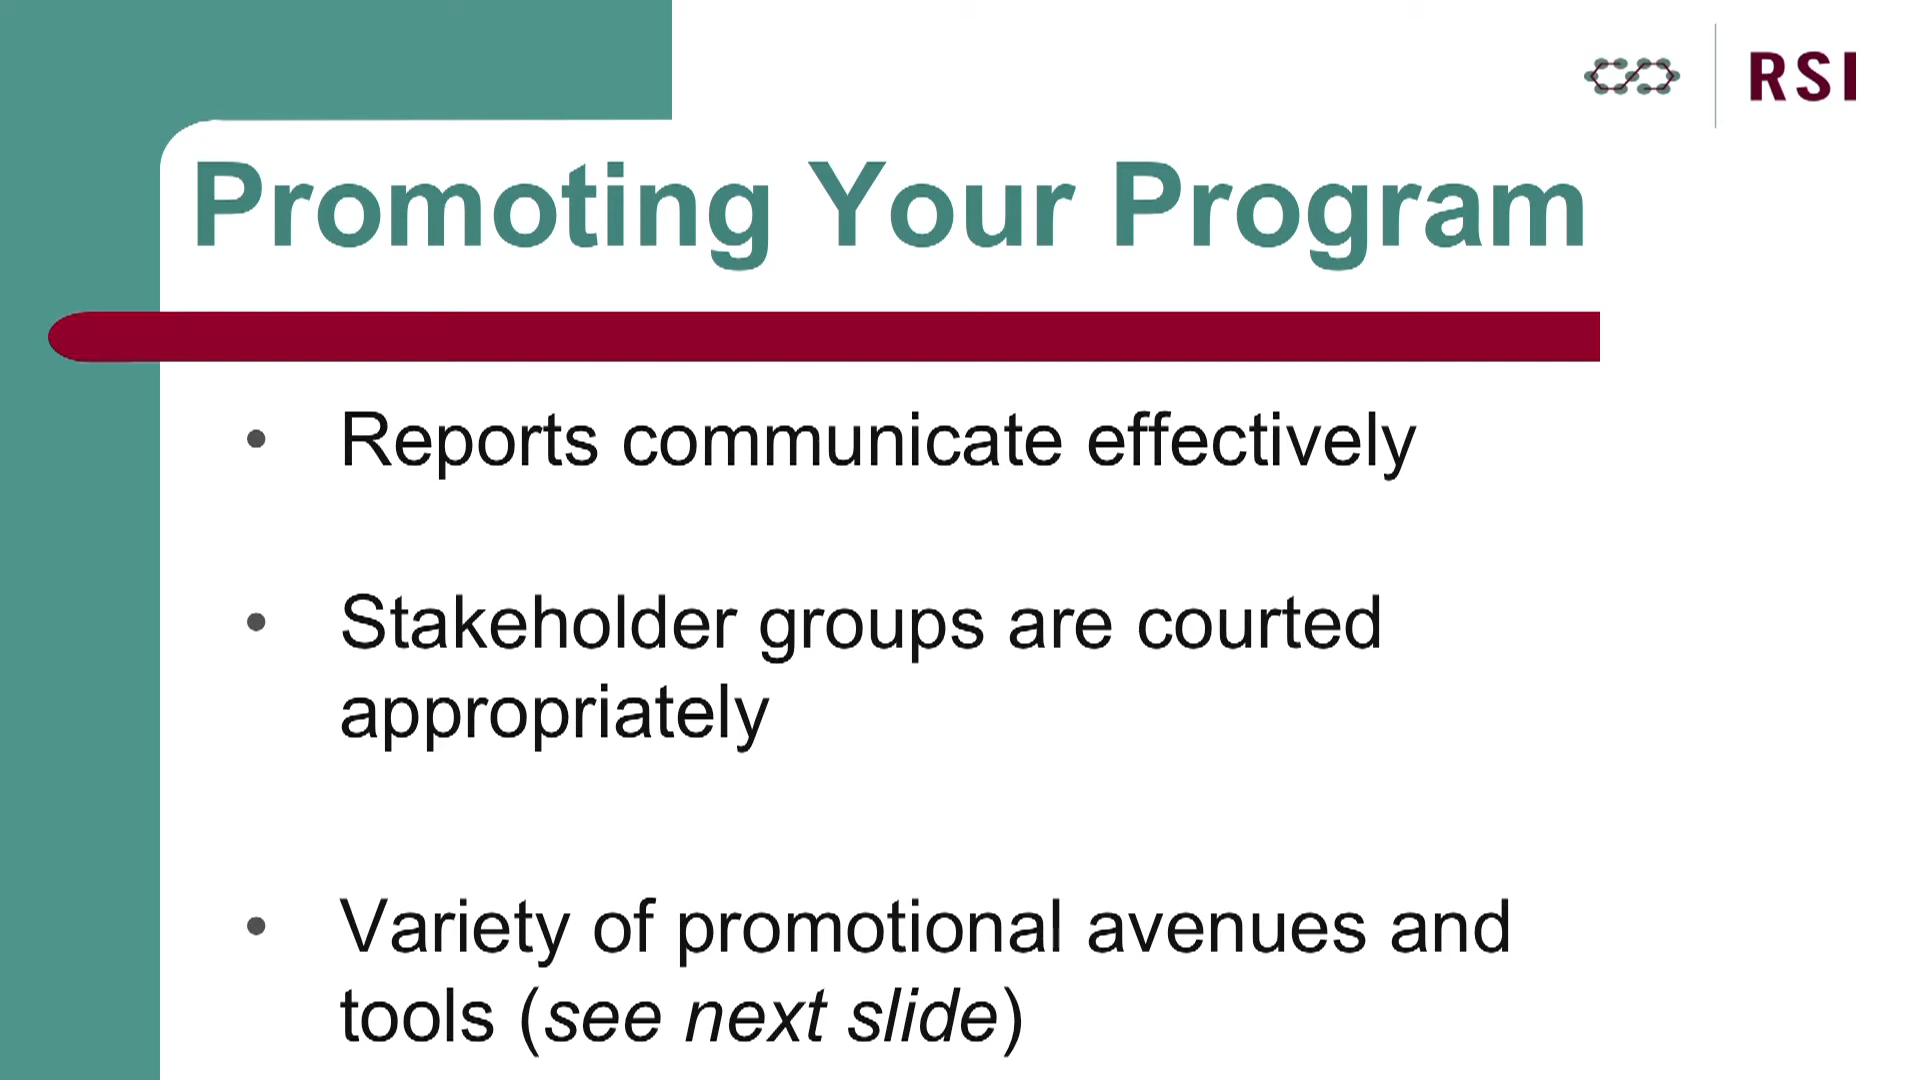 RSI
Promoting Your Program
• Reports communicate effectively
• Stakeholder groups are courted
appropriately
• Variety of promotional avenues and
tools (see next slide)